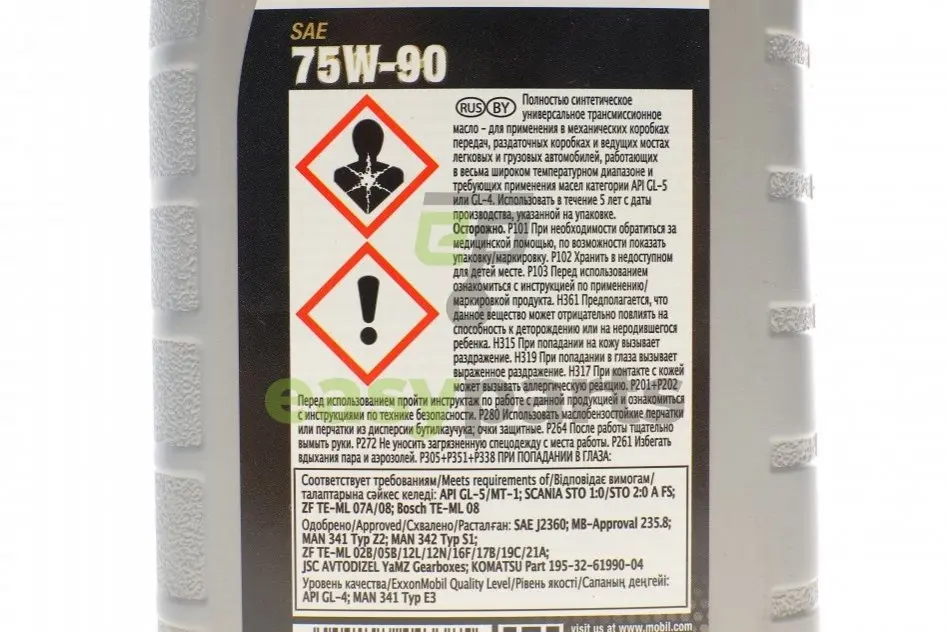 SAE
75W-90
RUS BY Полностью синтетическое
универсальное трансмиссионное
масло – для применения в механических коробках
передач, раздаточных коробках и ведущих мостах
легковых и грузовых автомобилей, работающих
в весьма широком температурном диапазоне и
требующих применения масел категории API GL-5
или GL-4. Использовать в течение 5 лет с даты
производства, указанной на упаковке.
Осторожно. P101 При необходимости обратиться за
медицинской помощью, по возможности показать
упаковку/маркировку. P102 Хранить в недоступном
для детей месте. P103 Перед использованием
ознакомиться с инструкцией по применению/
маркировкой продукта. H361 Предполагается, что
данное вещество может отрицательно повлиять на
способность к деторождению или на неродившегося
ребенка. H315 При попадании на кожу вызывает
раздражение. H319 При попадании в глаза вызывает
выраженное раздражение. H317 При контакте с кожей
может вызывать аллергическую реакцию. P201+P202
Перед использованием пройти инструктаж по работе с данной продукцией и ознакомиться
с инструкциями по технике безопасности. P280 Использовать маслобензостойкие перчатки
или перчатки из дисперсии бутилкаучука; очки защитные. P264 После работы тщательно
вымыть руки. P272 Не уносить загрязненную спецодежду с места работы. P261 Избегать
вдыхания пара и аэрозолей. P305+P351+P338 ПРИ ПОПАДАНИИ В ГЛАЗА:
Соответствует требованиям/Meets requirements of/Відповідає вимогам/
талаптарына сәйкес келеді: API GL-5/MT-1; SCANIA STO 1:0/STO 2:0 A FS;
ZF TE-ML 07A/08; Bosch TE-ML 08
Одобрено/Approved/Схвалено/Расталған: SAE J2360; MB-Approval 235.8;
MAN 341 Typ Z2; MAN 342 Typ S1;
ZF TE-ML 02B/05B/12L/12N/16F/17B/19C/21A;
JSC AVTODIZEL YaMZ Gearboxes; KOMATSU Part 195-32-61990-04
Уровень качества/ExxonMobil Quality Level/Рівень якості/Сапаның деңгейі:
API GL-4; MAN 341 Typ E3
visit us at www.mobil.com